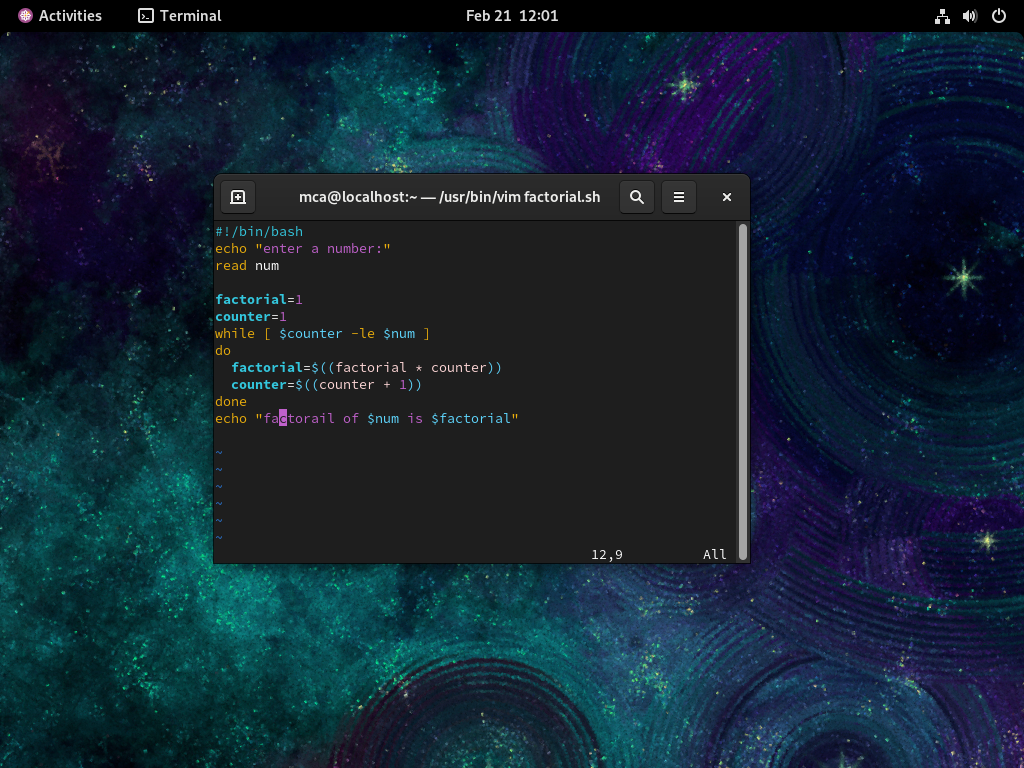 Activities Terminal Feb 21 12:01
mca@localhost:~ — /usr/bin/vim factorial.sh
#!/bin/bash
echo "enter a number:"
read num

factorial=1
counter=1
while [ $counter -le $num ]
do
  factorial=$((factorial * counter))
  counter=$((counter + 1))
done
echo "factorail of $num is $factorial"

~
~
~
~
~
~
12,9 All